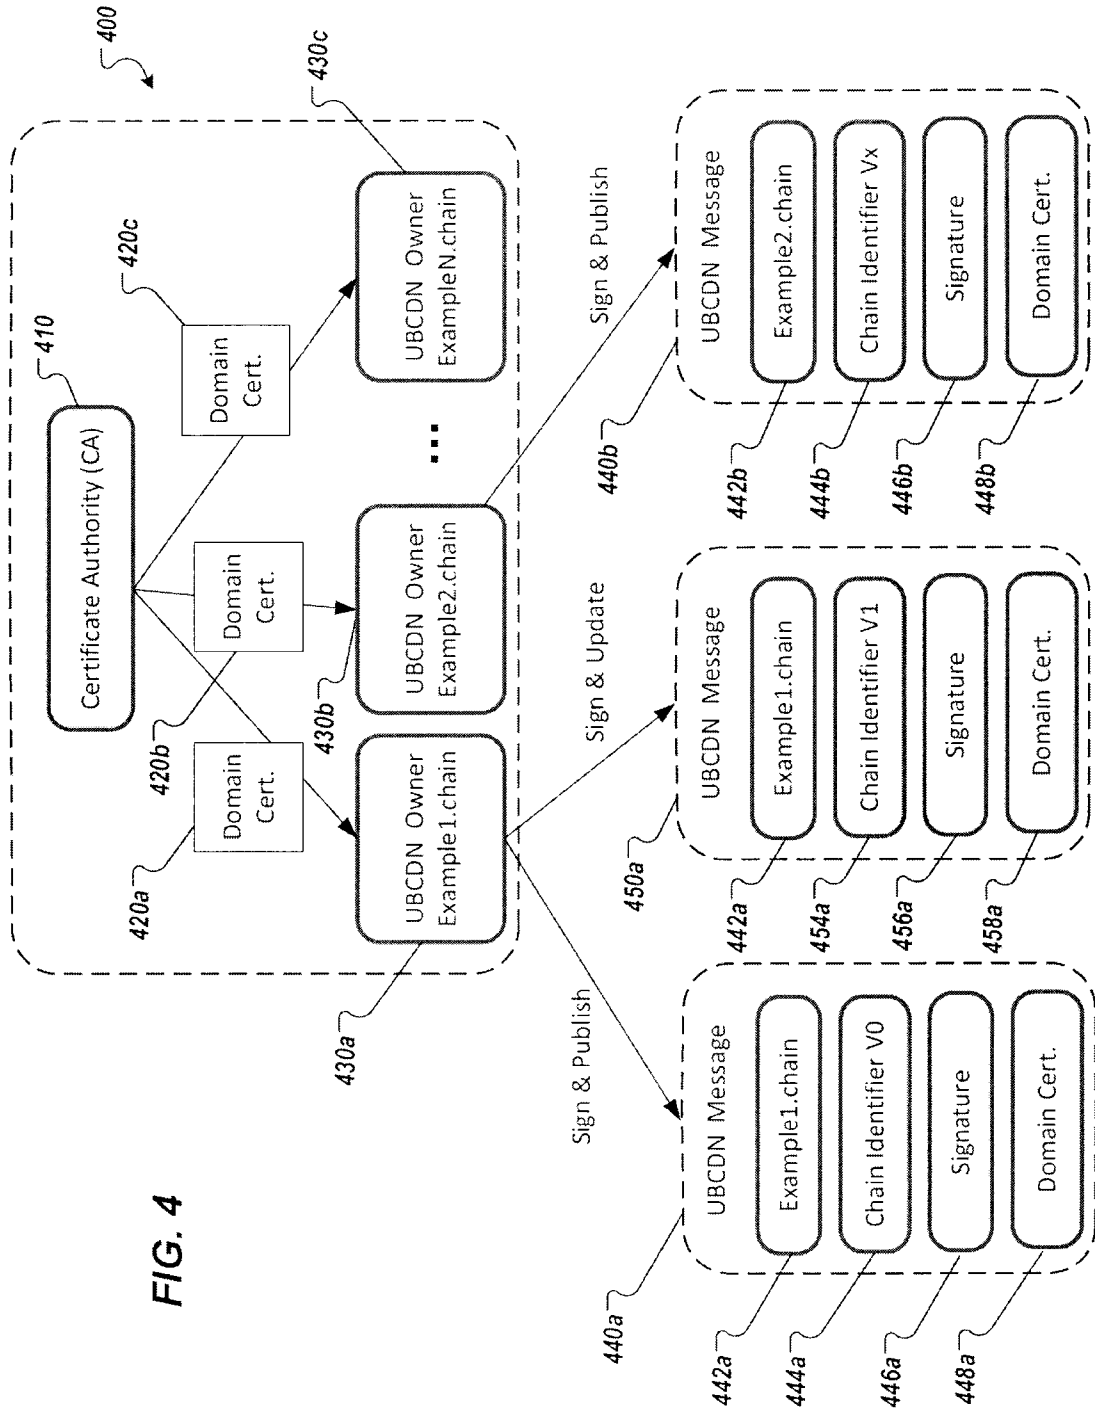 400
410
Certificate Authority (CA)
420a
Domain
Cert.
420b
Domain
Cert.
420c
Domain
Cert.
430a
UBCDN Owner
Example1.chain
430b
UBCDN Owner
Example2.chain
...
430c
UBCDN Owner
ExampleN.chain
Sign & Publish
Sign & Update
Sign & Publish
440a
UBCDN Message
442a
Example1.chain
444a
Chain Identifier V0
446a
Signature
448a
Domain Cert.
450a
UBCDN Message
442a
Example1.chain
454a
Chain Identifier V1
456a
Signature
458a
Domain Cert.
440b
UBCDN Message
442b
Example2.chain
444b
Chain Identifier Vx
446b
Signature
448b
Domain Cert.
FIG. 4